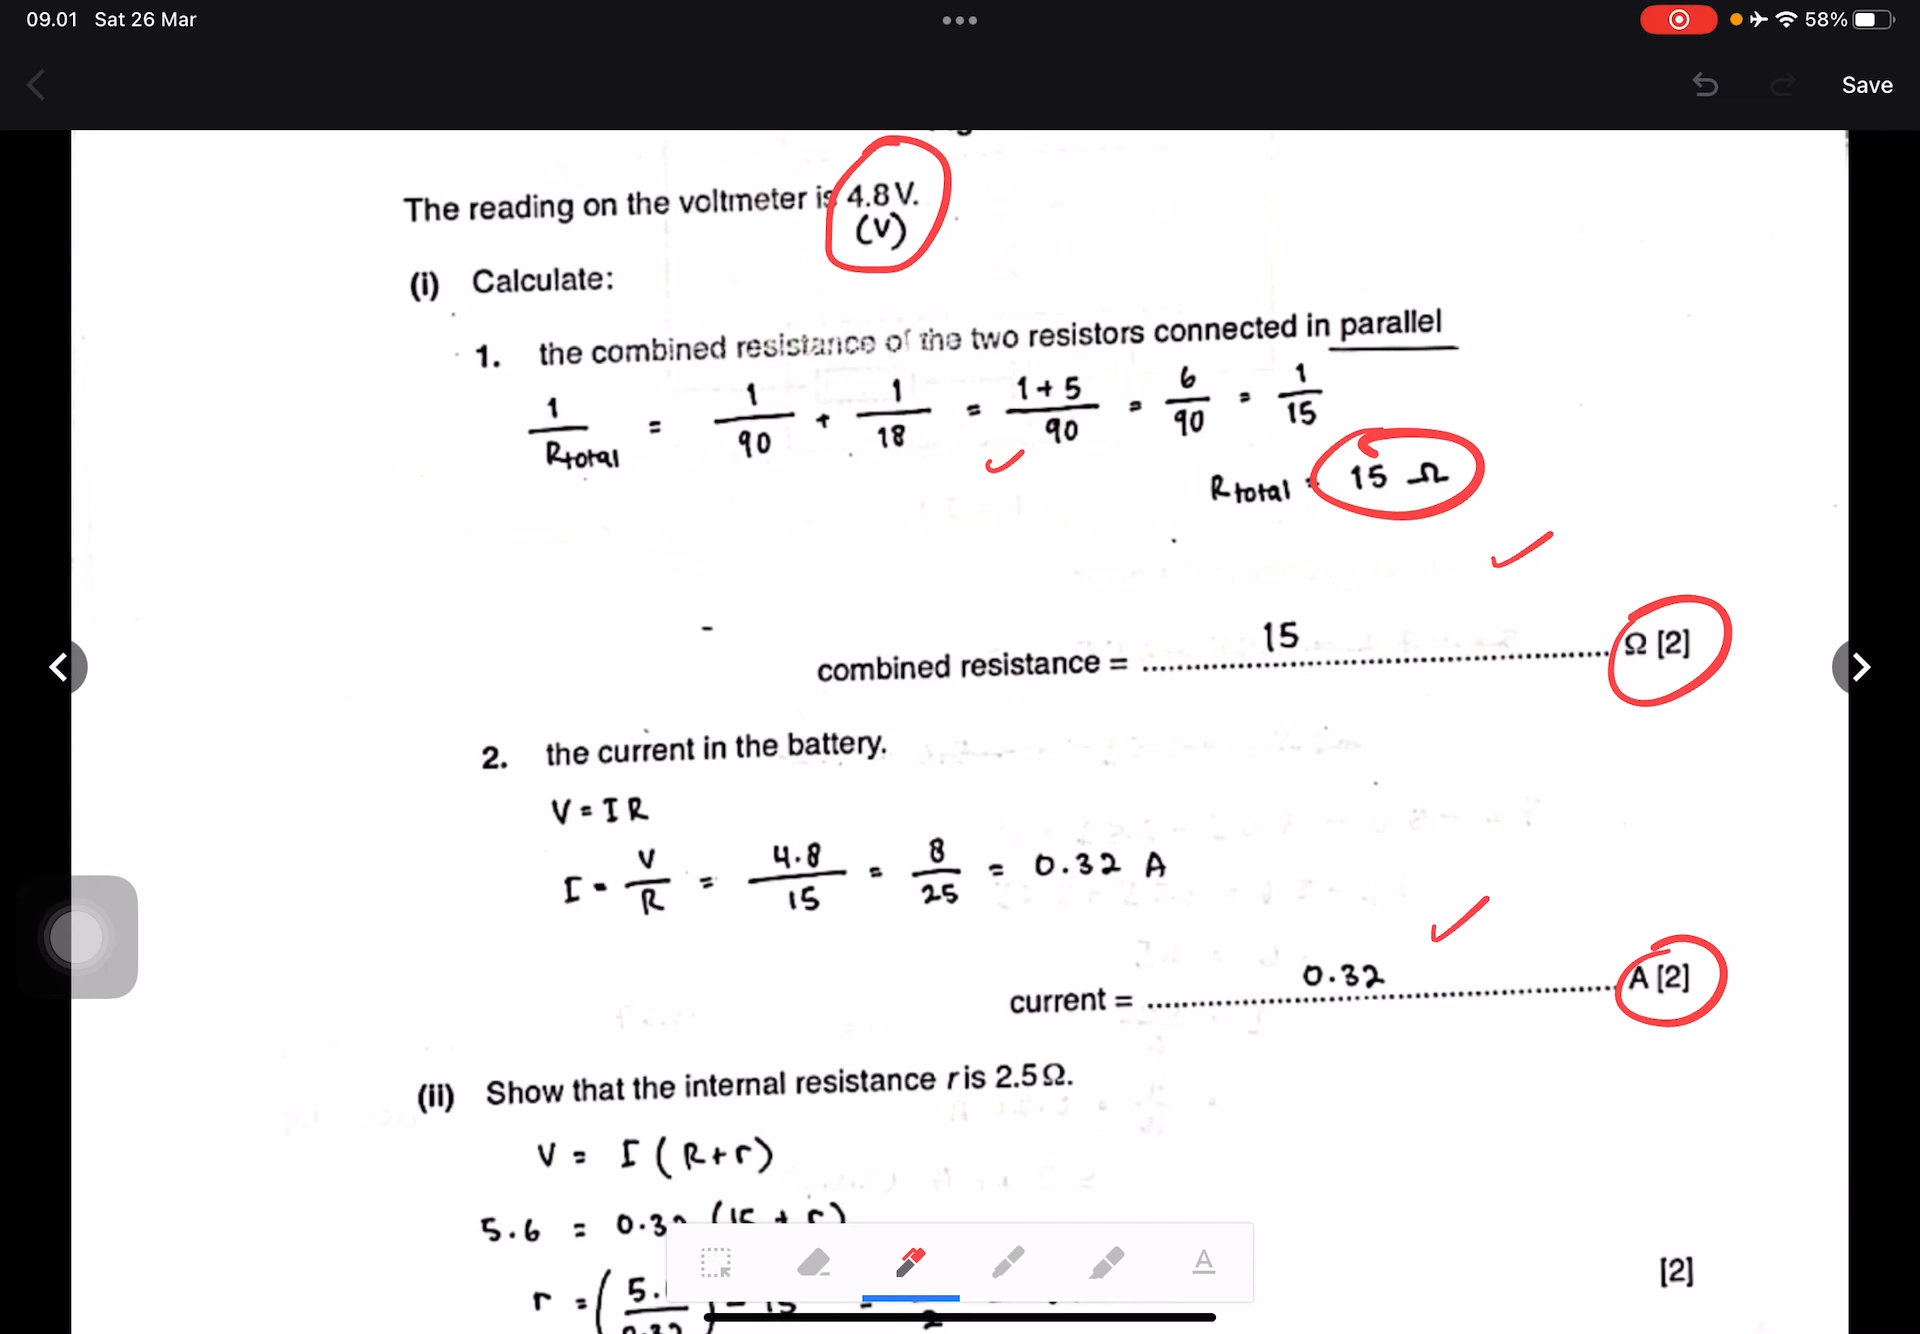 09.01 Sat 26 Mar
58%
Save
The reading on the voltmeter is 4.8 V.
(V)
(i) Calculate:
1. the combined resistance of the two resistors connected in parallel
1/Rtotal = 1/90 + 1/18 = 1+5/90 = 6/90 = 1/15
Rtotal = 15 Ω
combined resistance = 15 Ω [2]
2. the current in the battery.
V = IR
I = V/R = 4.8/15 = 8/25 = 0.32 A
current = 0.32 A [2]
(ii) Show that the internal resistance r is 2.5 Ω.
V = I (R+r)
5.6 = (15 + r)
[2]
r = - 15
A